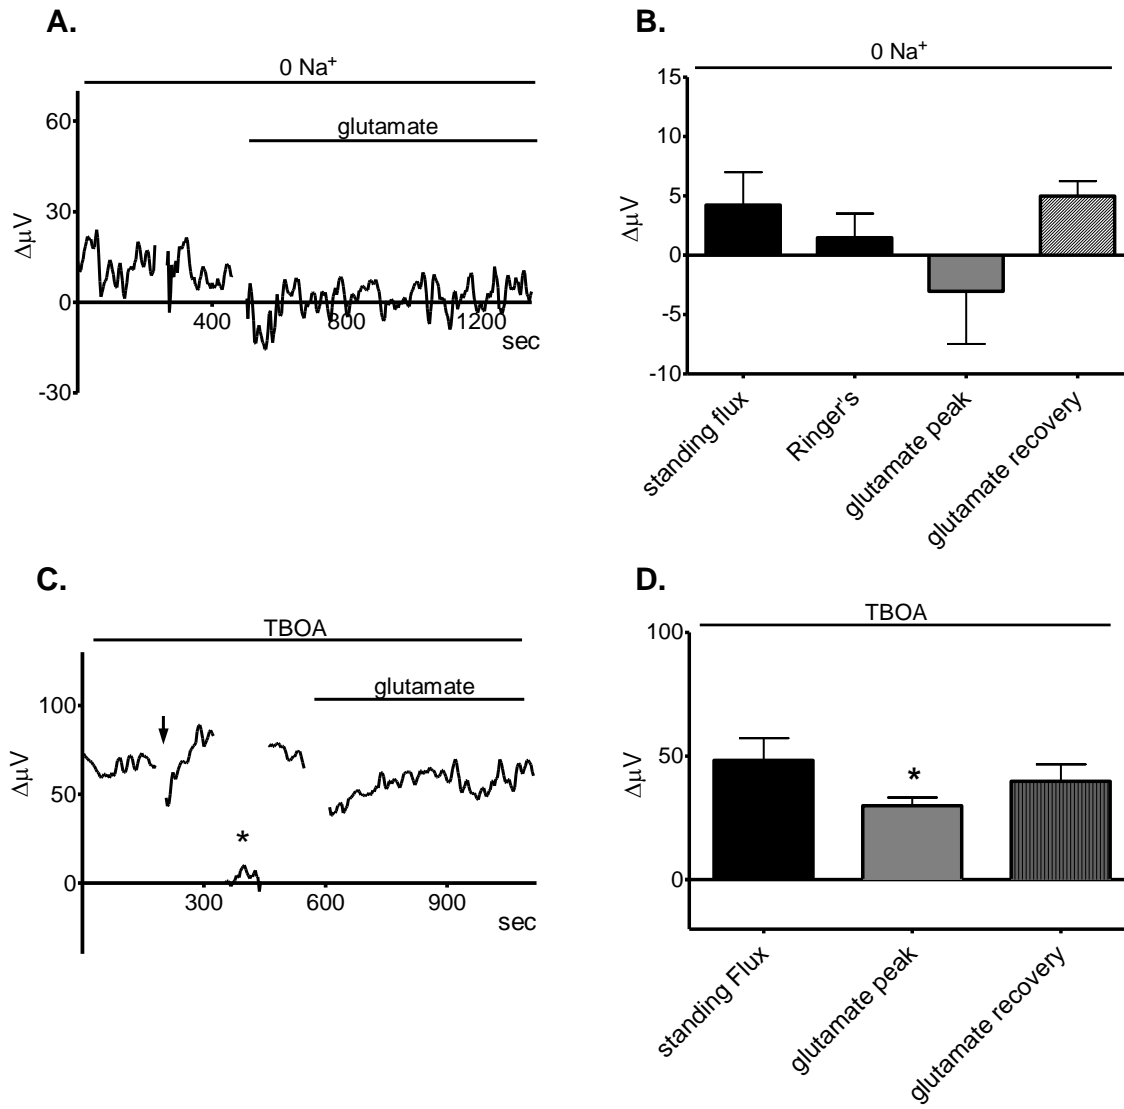 A.
0 Na+
glutamate
60
30
0
-30
ΔμV
400
800
1200
sec
B.
0 Na+
15
10
5
0
-5
-10
ΔμV
standing flux
Ringer's
glutamate peak
glutamate recovery
C.
TBOA
glutamate
100
50
0
ΔμV
*
300
600
900
sec
D.
TBOA
100
50
0
ΔμV
*
standing Flux
glutamate peak
glutamate recovery